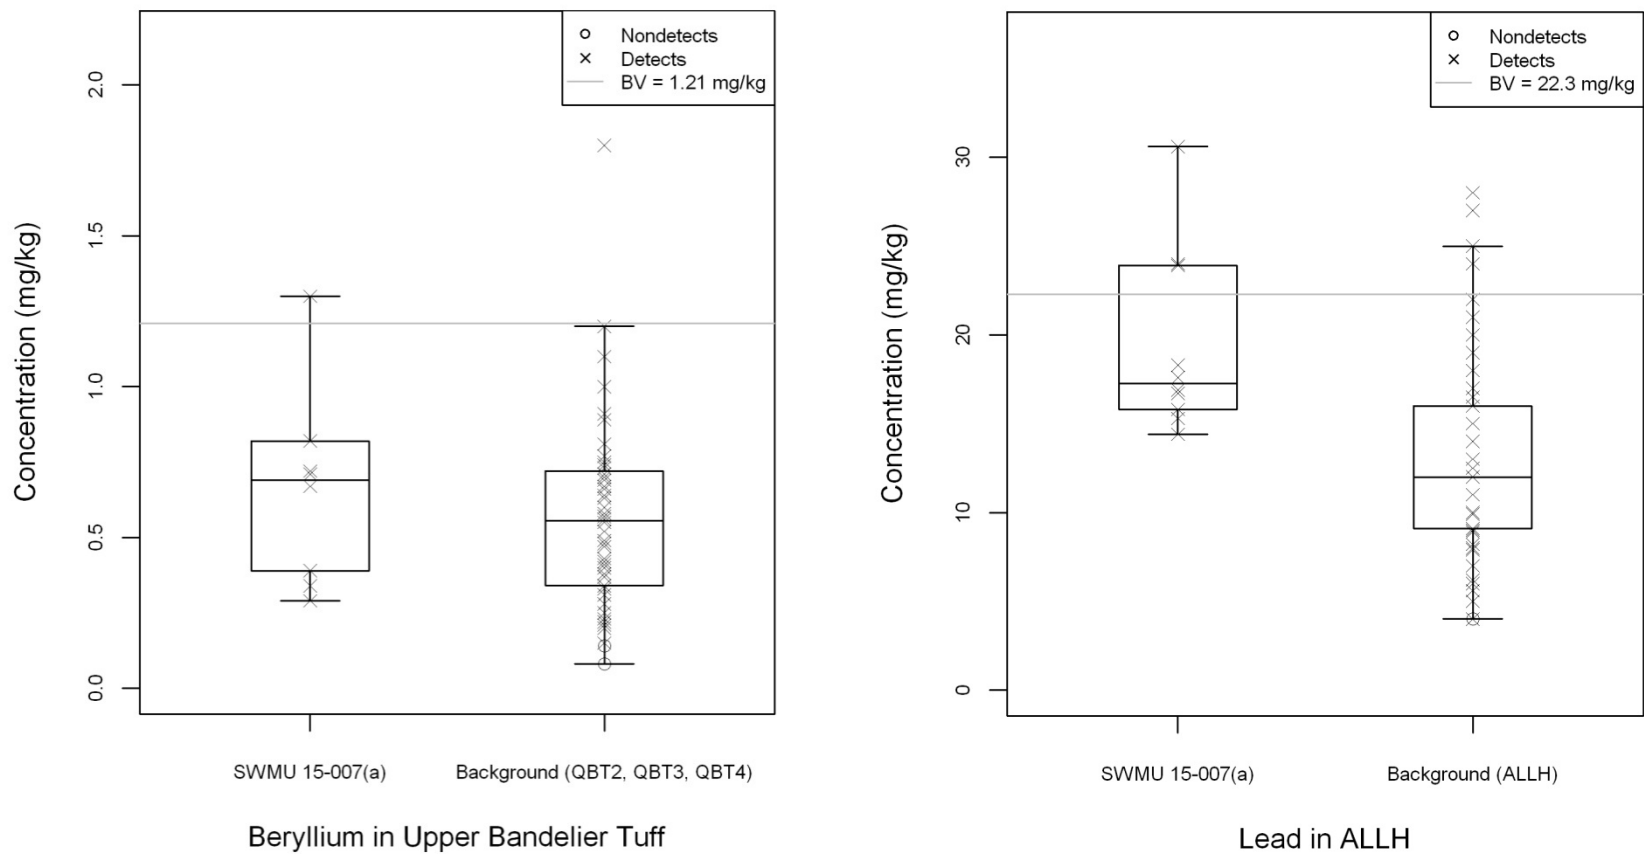 Nondetects
Detects
BV = 1.21 mg/kg
Concentration (mg/kg)
2.0
1.5
1.0
0.5
0.0
SWMU 15-007(a)
Background (QBT2, QBT3, QBT4)
Beryllium in Upper Bandelier Tuff
Nondetects
Detects
BV = 22.3 mg/kg
Concentration (mg/kg)
30
20
10
0
SWMU 15-007(a)
Background (ALLH)
Lead in ALLH